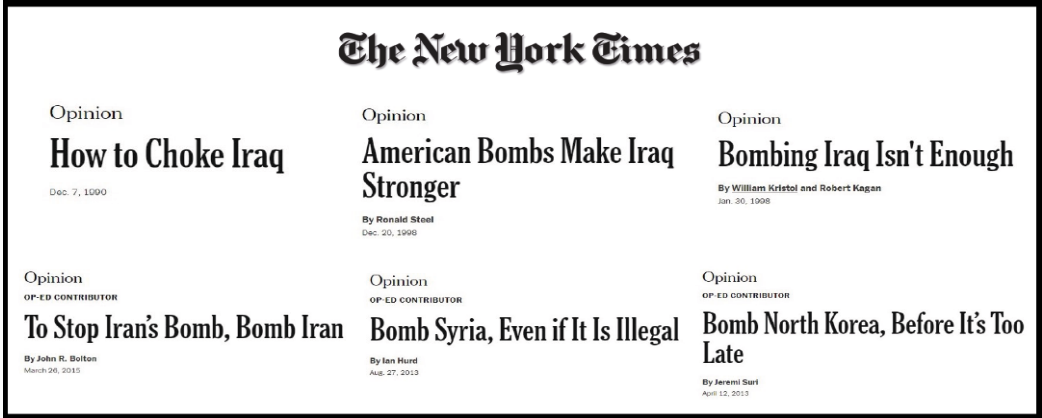 The New York Times
Opinion
How to Choke Iraq
Dec. 7, 1990
Opinion
American Bombs Make Iraq
Stronger
By Ronald Steel
Dec. 20, 1998
Opinion
Bombing Iraq Isn't Enough
By William Kristol and Robert Kagan
Jan. 30, 1998
Opinion
OP-ED CONTRIBUTOR
To Stop Iran's Bomb, Bomb Iran
By John R. Bolton
March 26, 2015
Opinion
OP-ED CONTRIBUTOR
Bomb Syria, Even if It Is Illegal
By Ian Hurd
Aug. 27, 2013
Opinion
OP-ED CONTRIBUTOR
Bomb North Korea, Before It's Too
Late
By Jeremi Suri
April 12, 2013